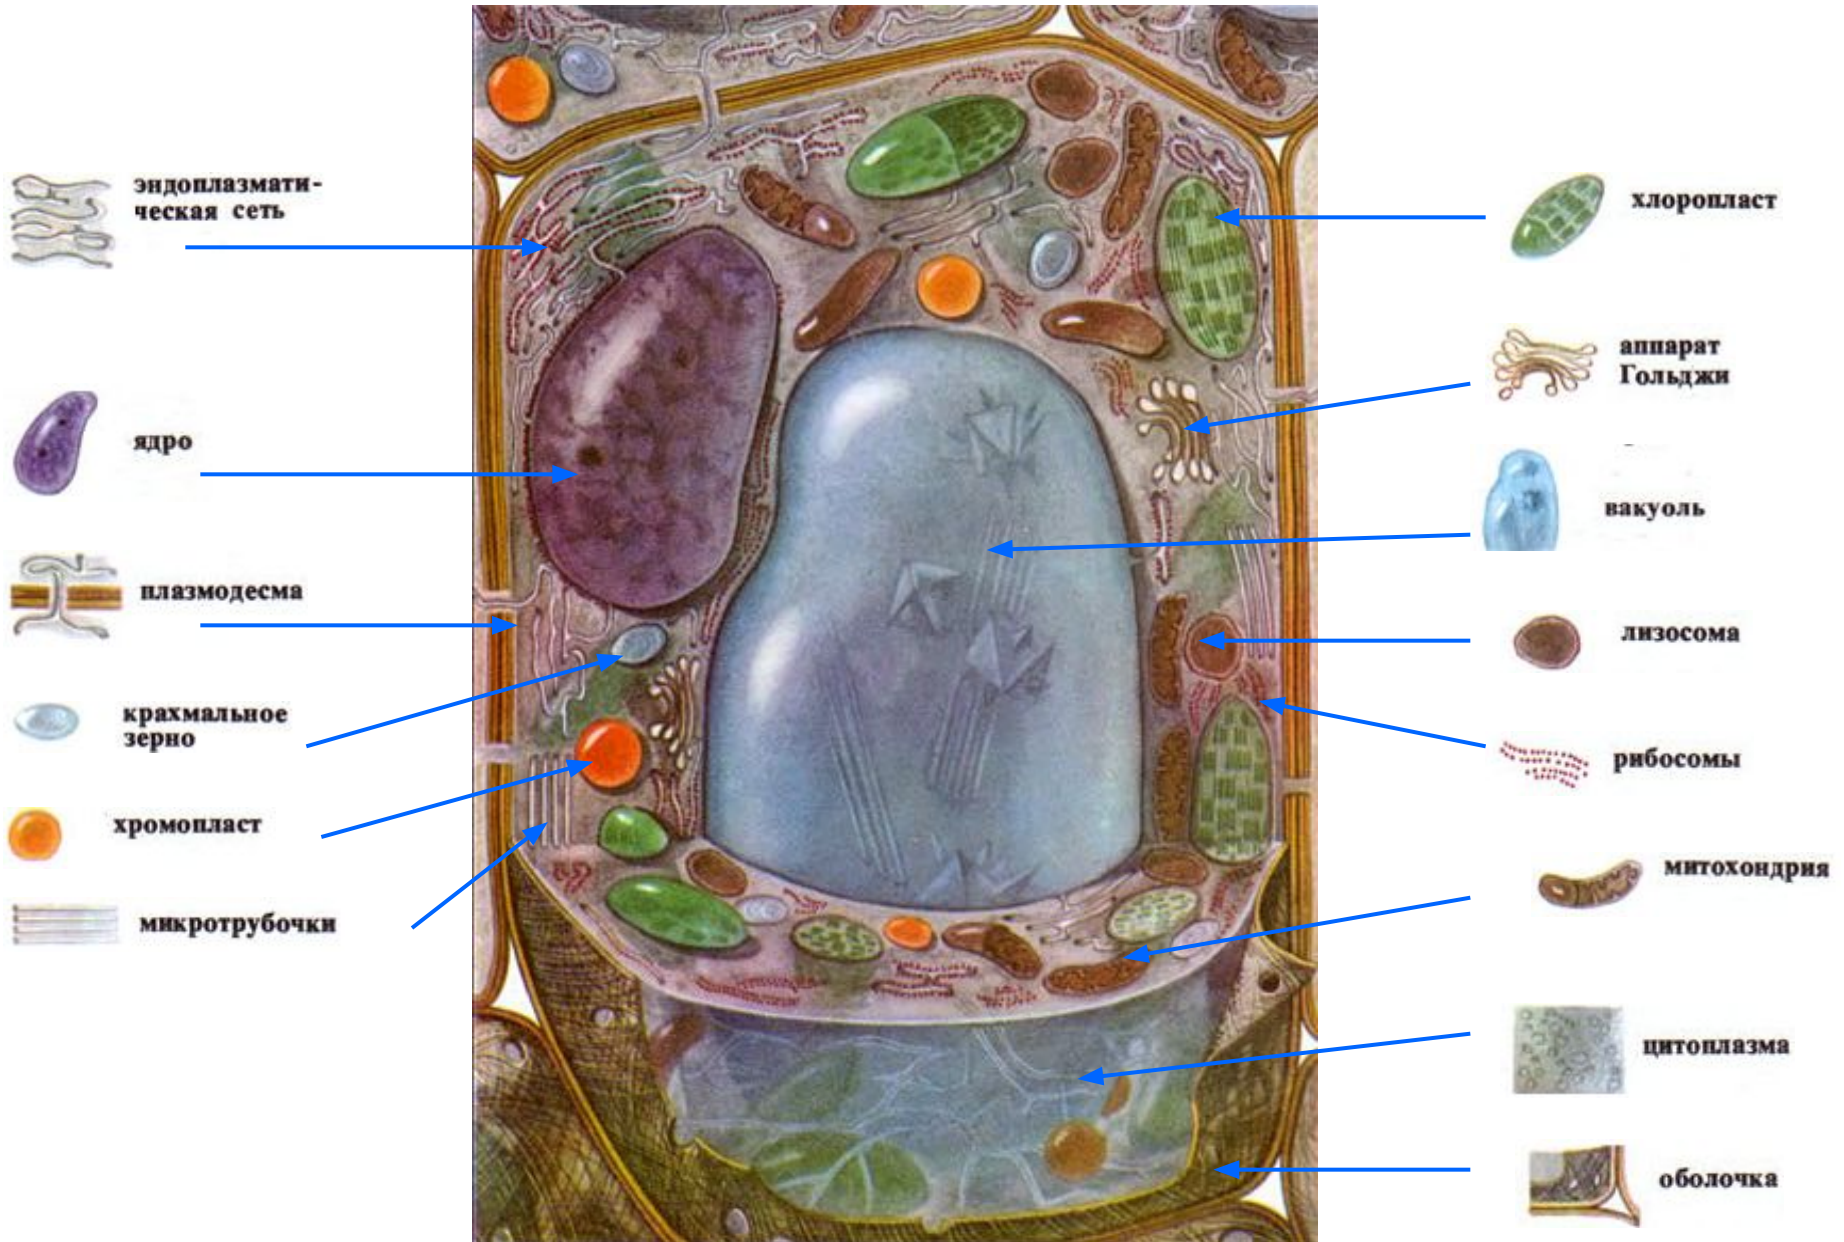 эндоплазмати-
ческая сеть
ядро
плазмодесма
крахмальное
зерно
хромопласт
микротрубочки
хлоропласт
аппарат
Гольджи
вакуоль
лизосома
рибосомы
митохондрия
цитоплазма
оболочка